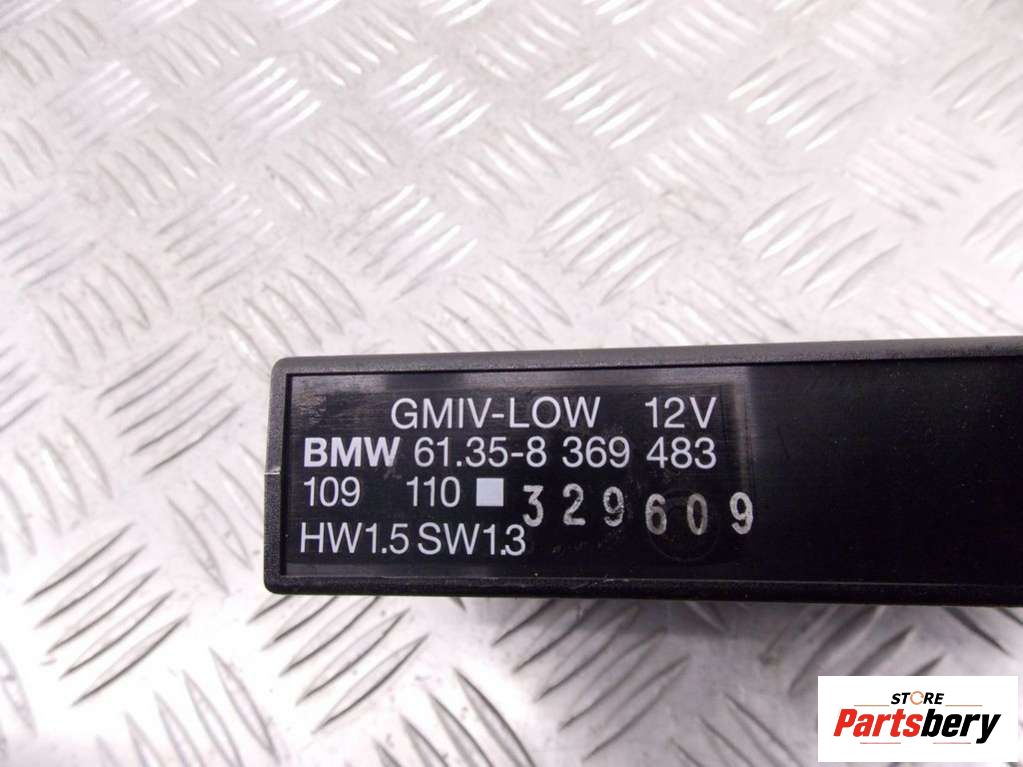 GMIV-LOW 12V
BMW 61.35-8 369 483
109 110 329609
HW1.5 SW1.3
STORE
Partsbery